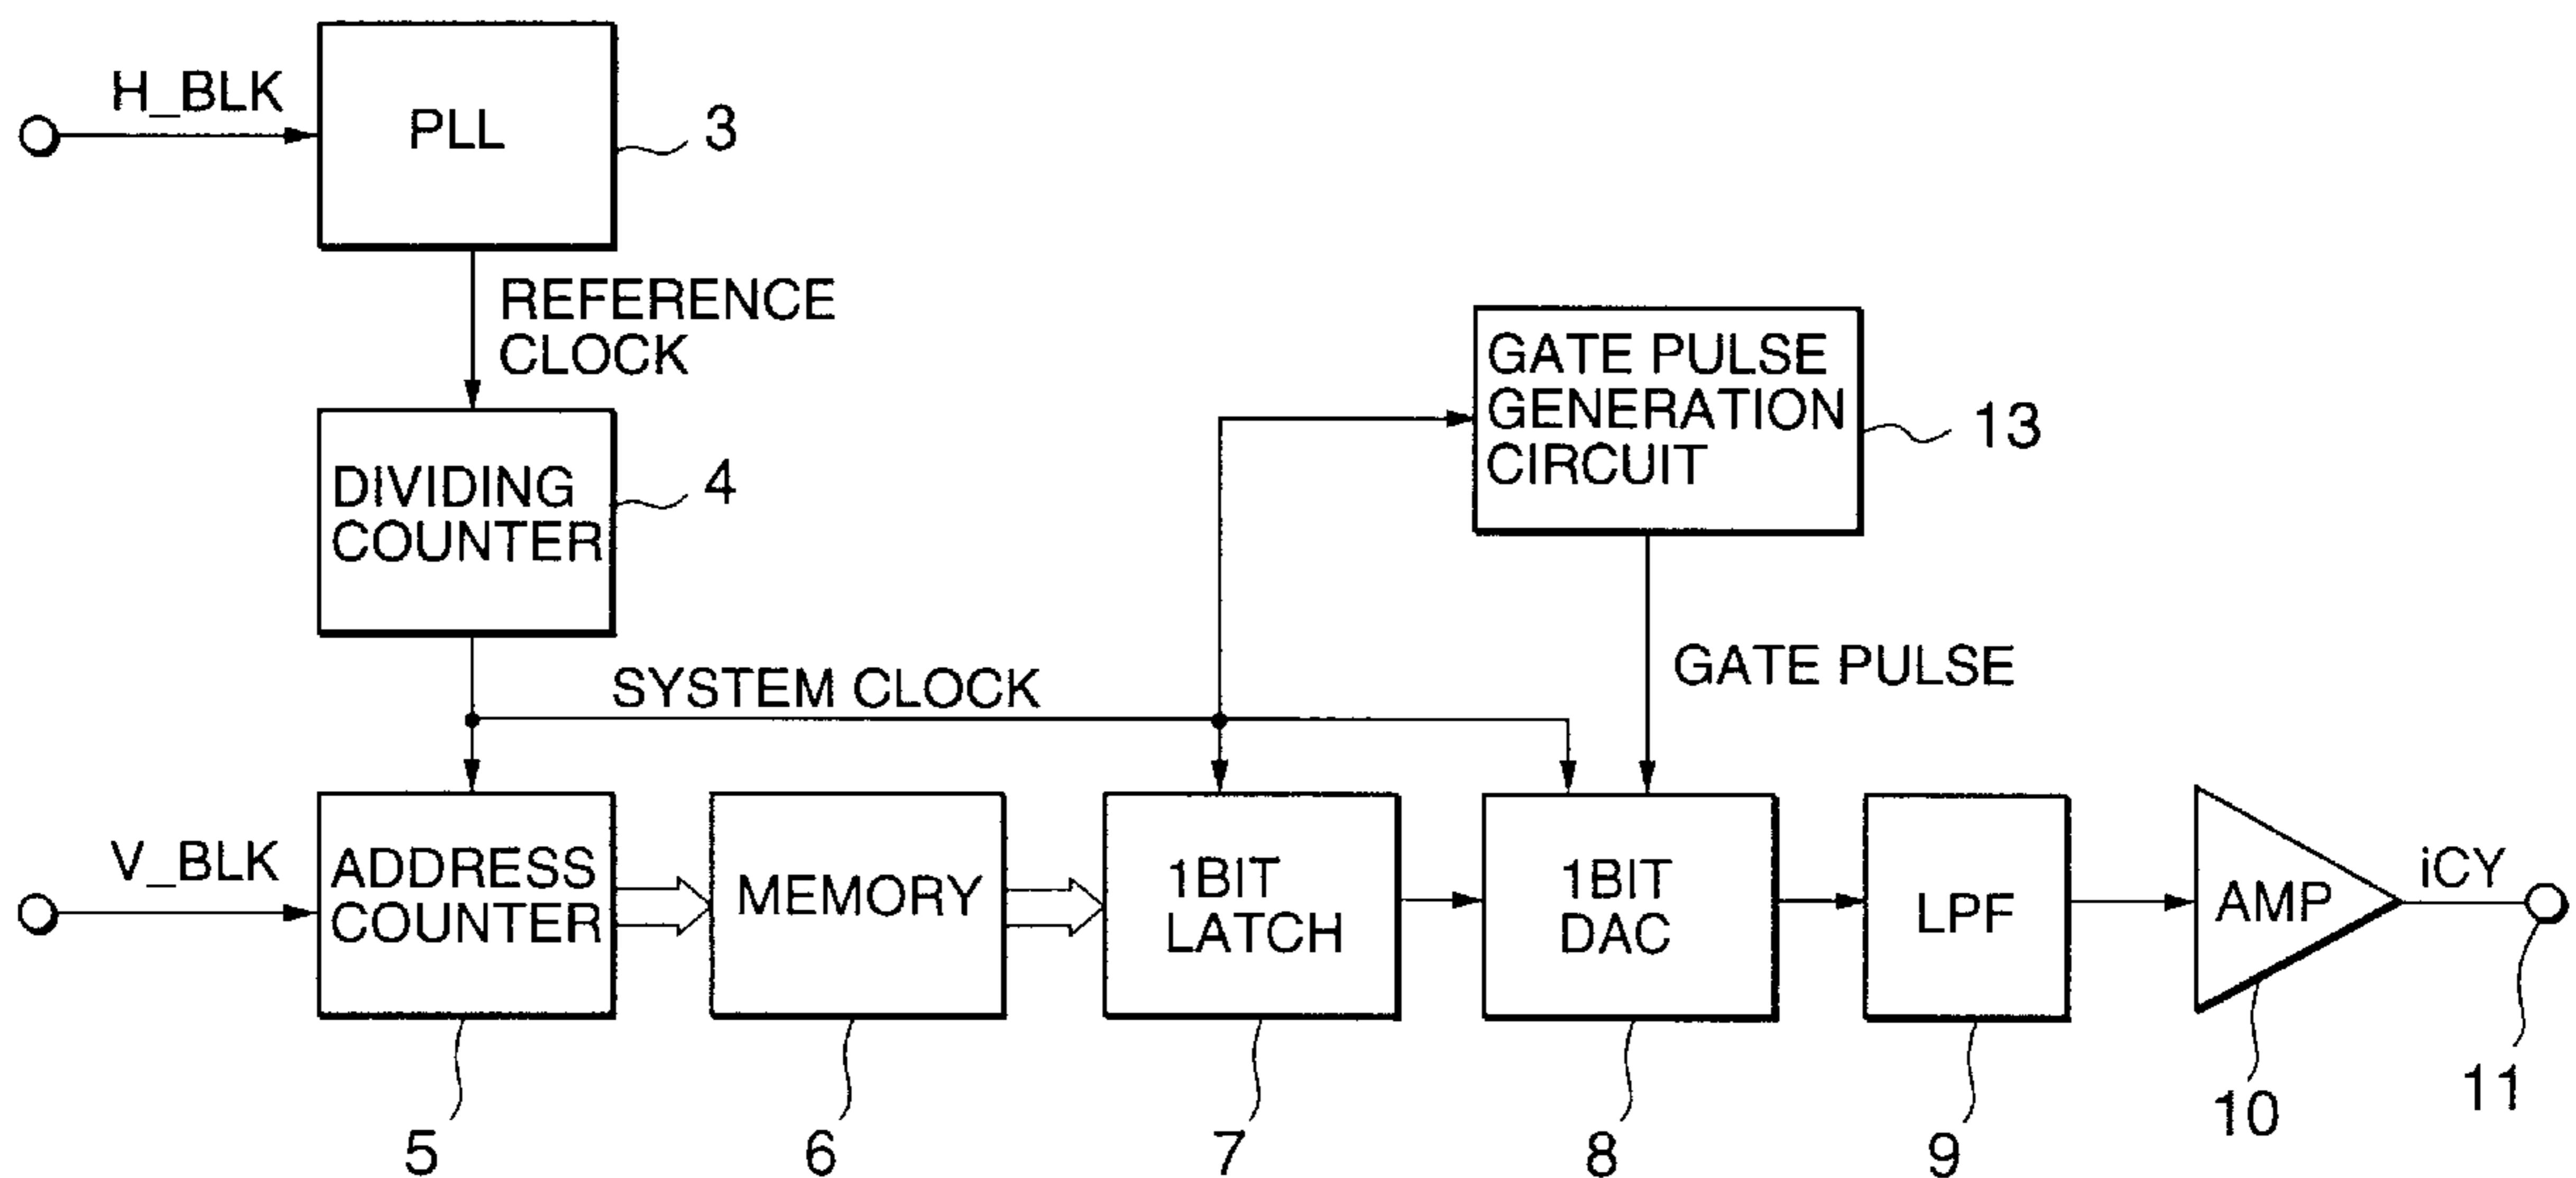 H_BLK
PLL
3
REFERENCE
CLOCK
DIVIDING
COUNTER
4
GATE PULSE
GENERATION
CIRCUIT
13
SYSTEM CLOCK
GATE PULSE
V_BLK
ADDRESS
COUNTER
MEMORY
1BIT
LATCH
1BIT
DAC
LPF
AMP
iCY
5
6
7
8
9
10
11